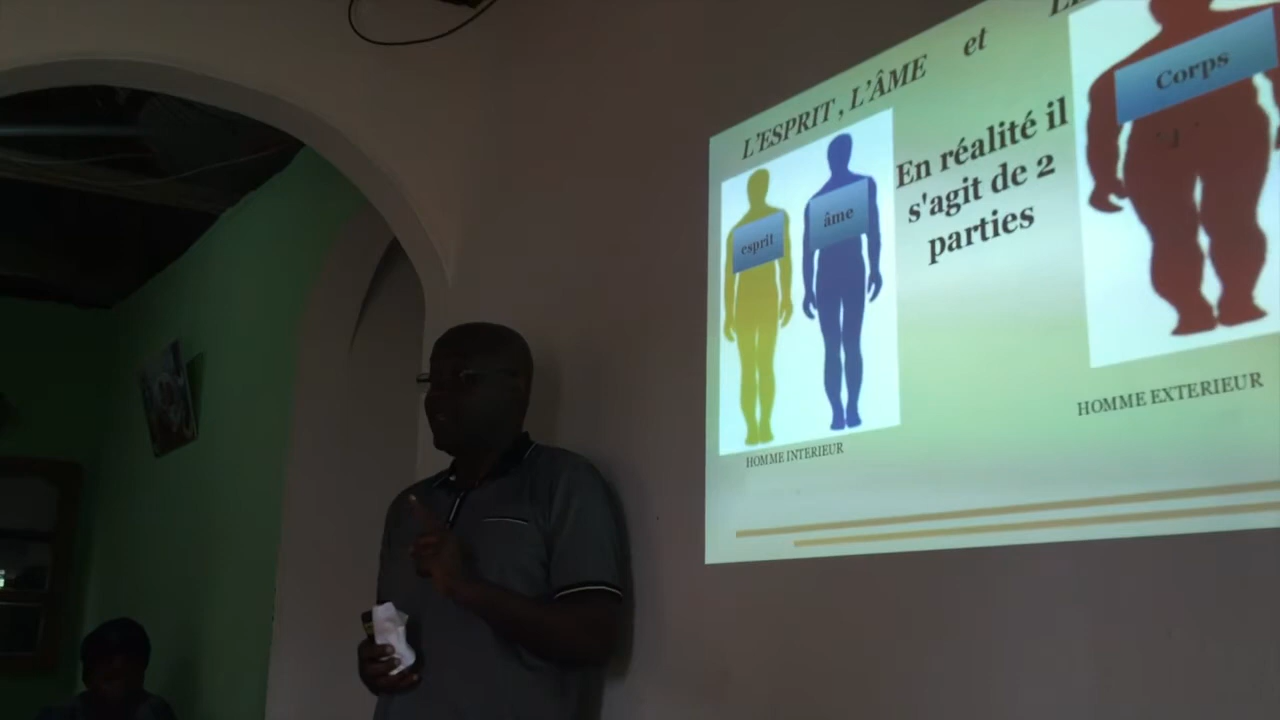 L'ESPRIT , L'ÂME et
esprit
âme
En réalité il
s'agit de 2
parties
Corps
HOMME INTERIEUR
HOMME EXTERIEUR